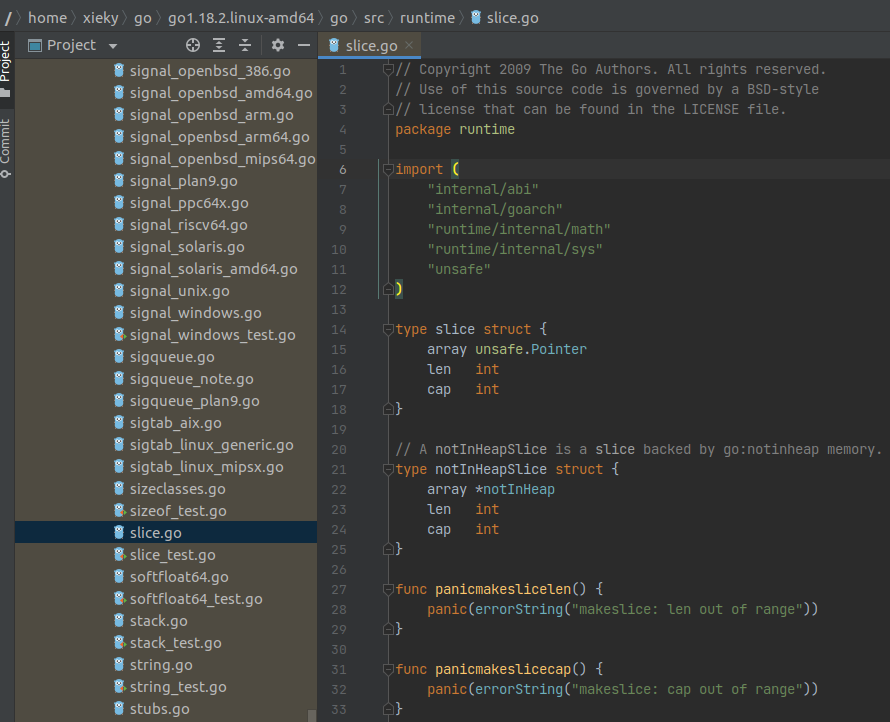 / home xieky go go1.18.2.linux-amd64 go src runtime slice.go
Project
Commit
Project
signal_openbsd_386.go
signal_openbsd_amd64.go
signal_openbsd_arm.go
signal_openbsd_arm64.go
signal_openbsd_mips64.go
signal_plan9.go
signal_ppc64x.go
signal_riscv64.go
signal_solaris.go
signal_solaris_amd64.go
signal_unix.go
signal_windows.go
signal_windows_test.go
sigqueue.go
sigqueue_note.go
sigqueue_plan9.go
sigtab_aix.go
sigtab_linux_generic.go
sigtab_linux_mipsx.go
sizeclasses.go
sizeof_test.go
slice.go
slice_test.go
softfloat64.go
softfloat64_test.go
stack.go
stack_test.go
string.go
string_test.go
stubs.go
slice.go
1 // Copyright 2009 The Go Authors. All rights reserved.
2 // Use of this source code is governed by a BSD-style
3 // license that can be found in the LICENSE file.
4 package runtime
5
6 import (
7     "internal/abi"
8     "internal/goarch"
9     "runtime/internal/math"
10     "runtime/internal/sys"
11     "unsafe"
12 )
13
14 type slice struct {
15     array unsafe.Pointer
16     len   int
17     cap   int
18 }
19
20 // A notInHeapSlice is a slice backed by go:notinheap memory.
21 type notInHeapSlice struct {
22     array *notInHeap
23     len   int
24     cap   int
25 }
26
27 func panicmakeslicelen() {
28     panic(errorString("makeslice: len out of range"))
29 }
30
31 func panicmakeslicecap() {
32     panic(errorString("makeslice: cap out of range"))
33 }